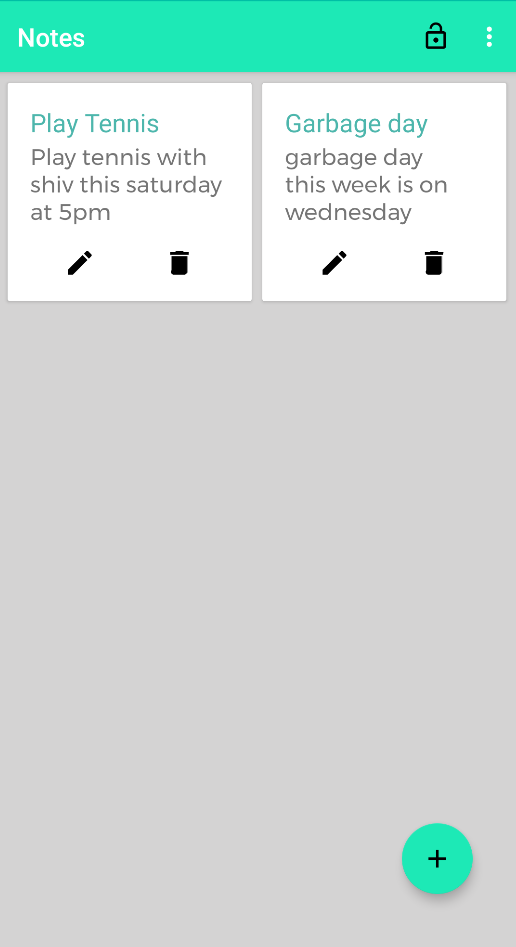 Notes
Play Tennis
Play tennis with
shiv this saturday
at 5pm
Garbage day
garbage day
this week is on
wednesday